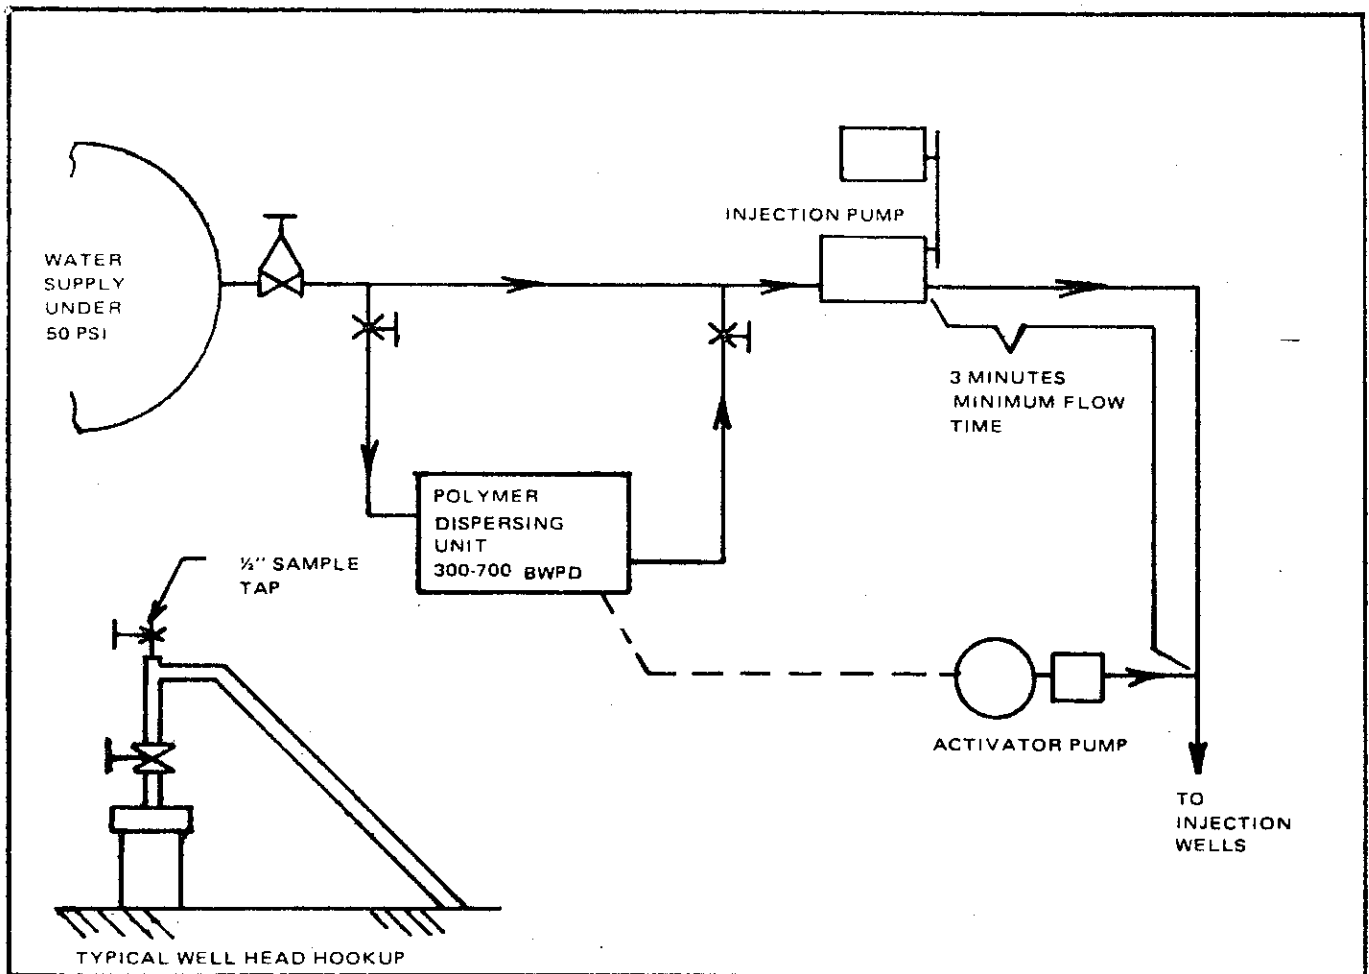 INJECTION PUMP
WATER
SUPPLY
UNDER
50 PSI
3 MINUTES
MINIMUM FLOW
TIME
POLYMER
DISPERSING
UNIT
300-700 BWPD
½" SAMPLE
TAP
ACTIVATOR PUMP
TO
INJECTION
WELLS
TYPICAL WELL HEAD HOOKUP